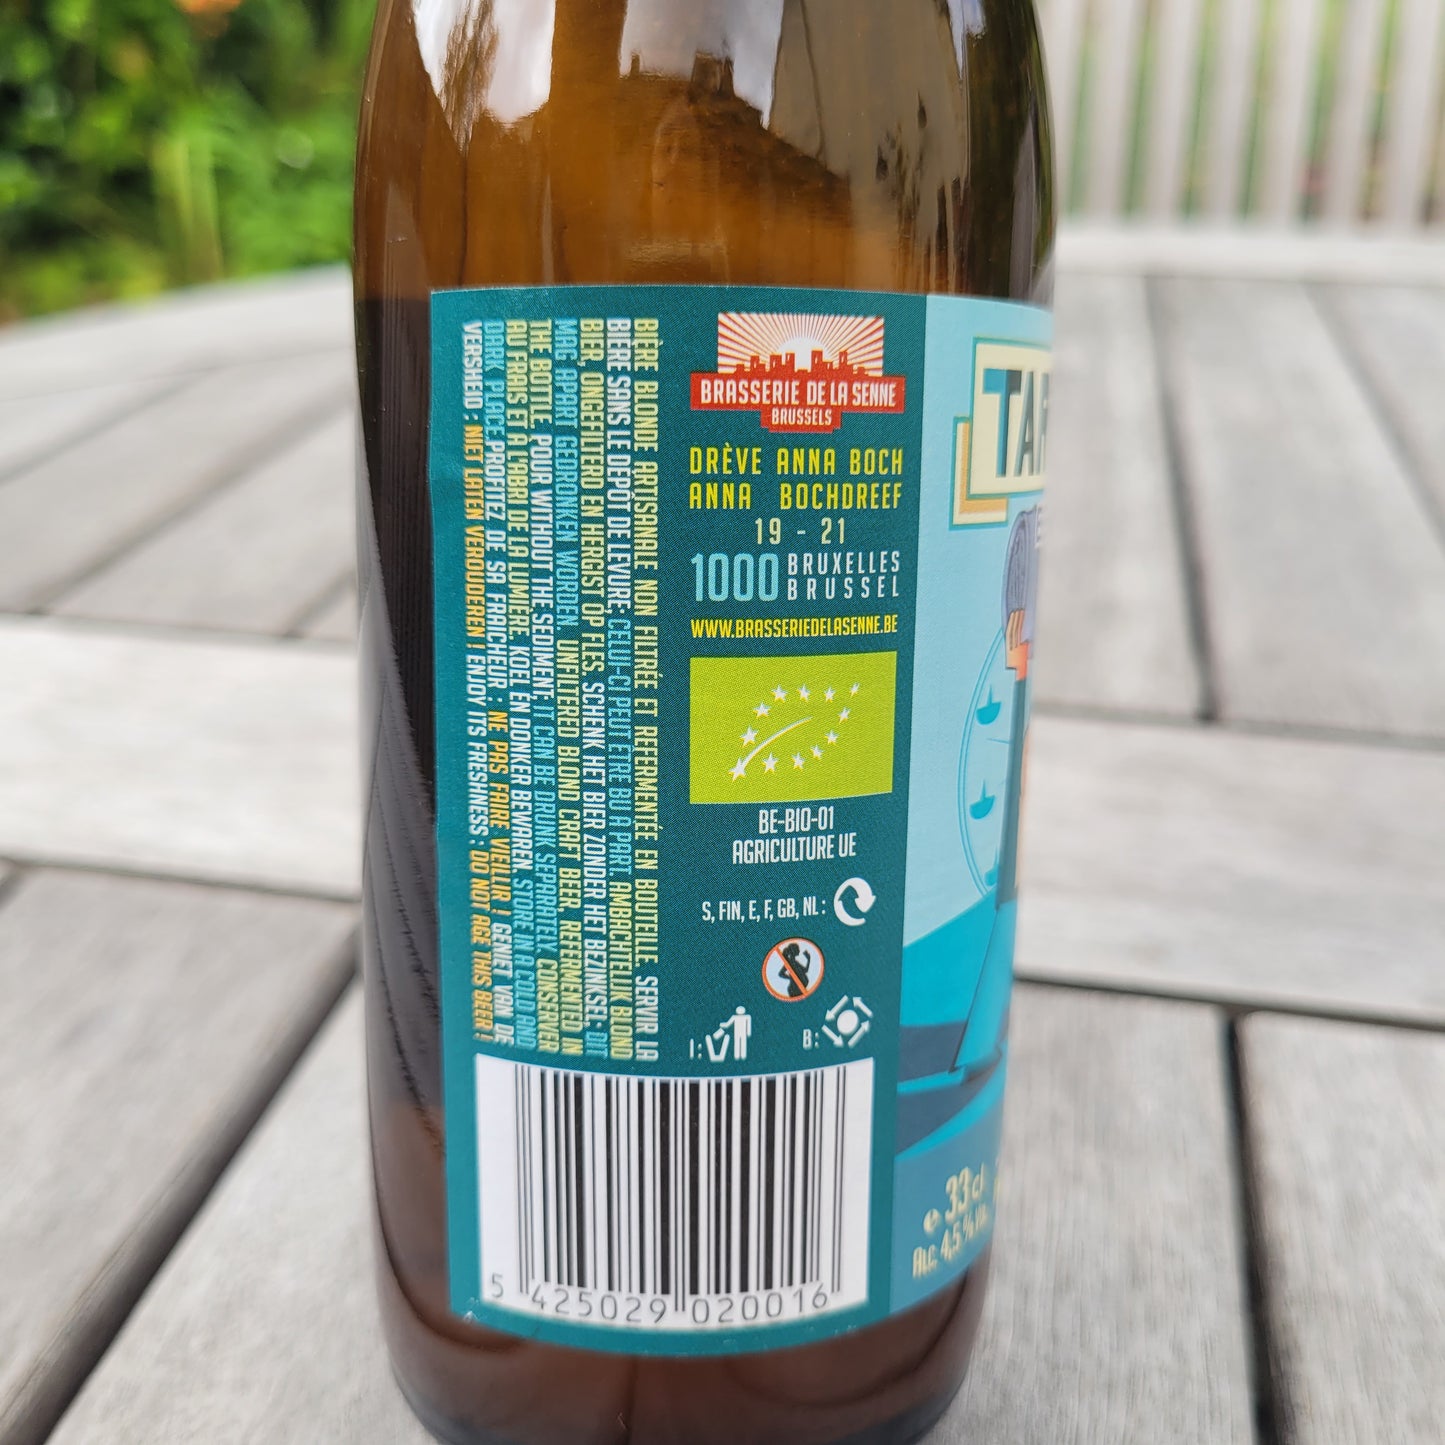 BIÈRE BLONDE ARTISANALE NON FILTRÉE ET REFERMENTÉE EN BOUTEILLE. SERVIR LA
BIÈRE SANS LE DÉPÔT DE LEVURE; CELUI-CI PEUT ETRE BU A PART. AMBACHTELIJK BLOND
BIER, ONGEFILTERD EN HERGIST OP FLES. SCHENK HET BIER ZONDER HET BEZINKSEL; DIT
MAG APART GEDRONKEN WORDEN. UNFILTERED BLOND CRAFT BEER, REFERMENTED IN
THE BOTTLE. POUR WITHOUT THE SEDIMENT; IT CAN BE DRUNK SEPARATELY. CONSERVER
AU FRAIS ET À L'ABRI DE LA LUMIÈRE. KOEL EN DONKER BEWAREN. STORE IN A COLD AND
DARK PLACE. PROFITEZ DE SA FRAICHEUR : NE PAS FAIRE VIEILLIR ! GENIET VAN DE
VERSHEID : NIET LATEN VEROUDEREN ! ENJOY ITS FRESHNESS : DO NOT AGE THIS BEER !
BRASSERIE DE LA SENNE
BRUSSELS
DRÈVE ANNA BOCH
ANNA BOCHDREEF
19 - 21
1000 BRUXELLES
BRUSSEL
WWW.BRASSERIEDELASENNE.BE
BE-BIO-01
AGRICULTURE UE
S, FIN, E, F, GB, NL :
I : B :
5 425029 020016
33 cl
ALC. 4,5 %